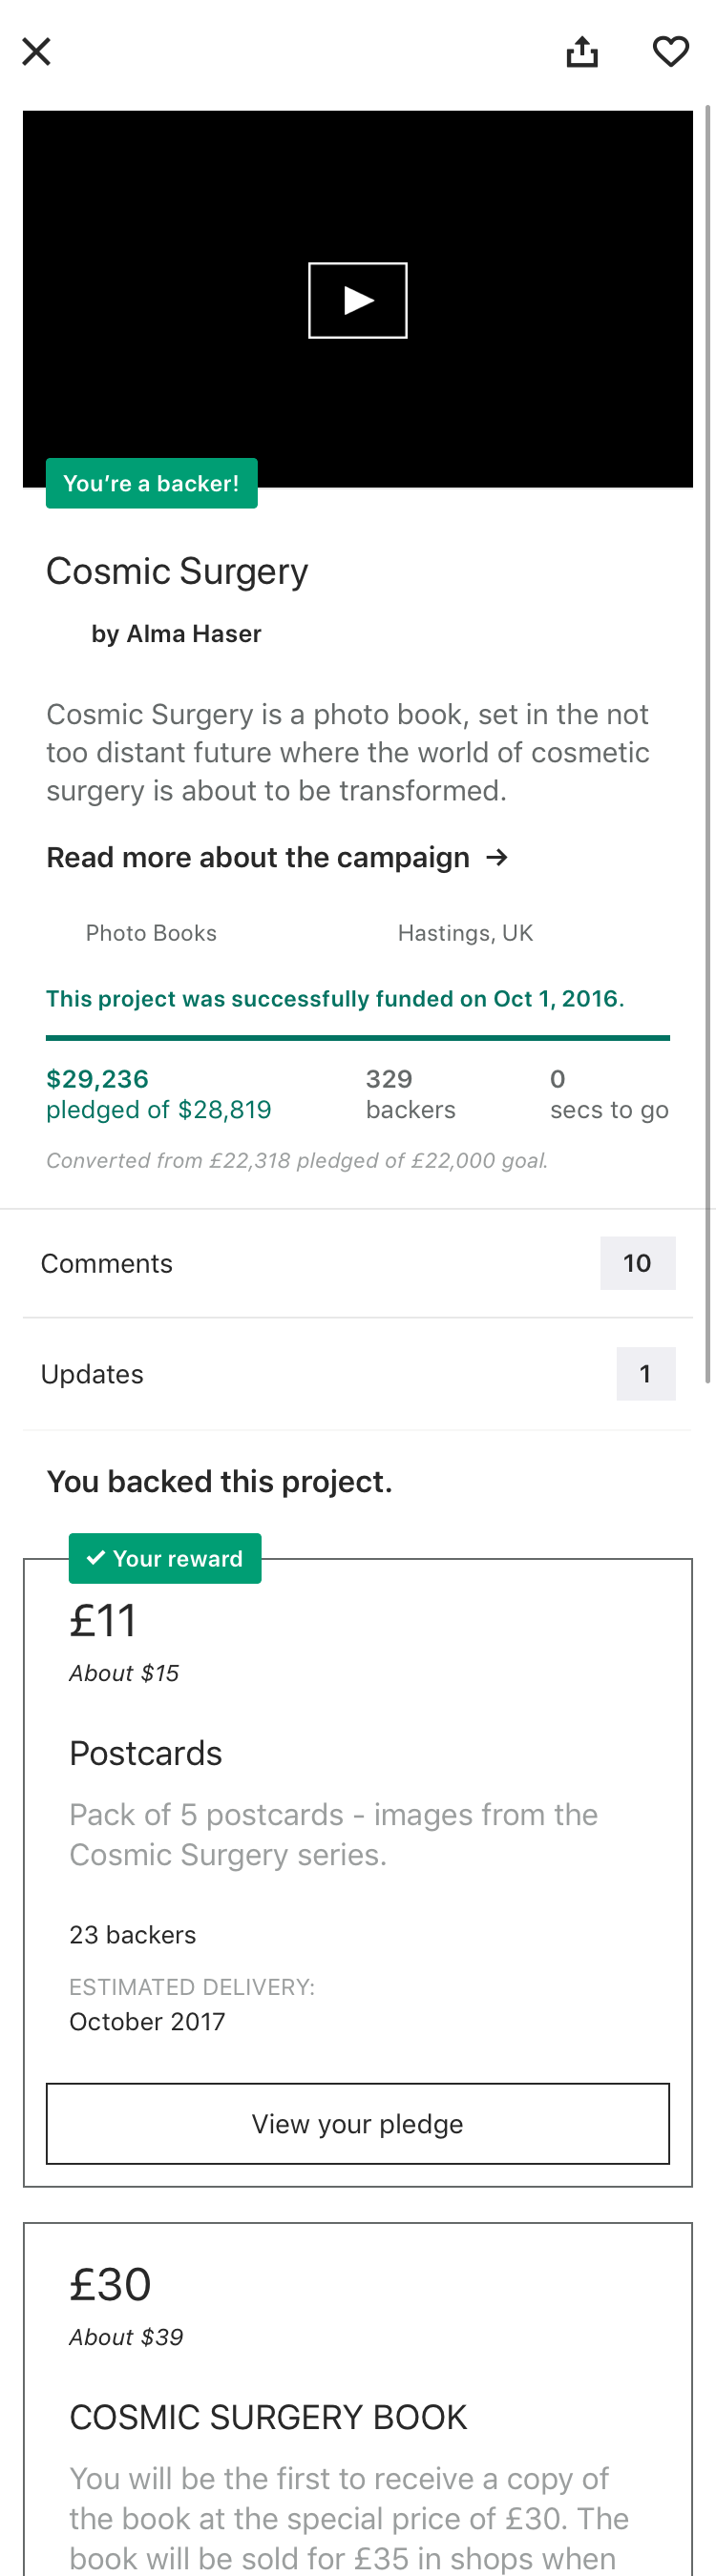 You're a backer!
Cosmic Surgery
by Alma Haser
Cosmic Surgery is a photo book, set in the not
too distant future where the world of cosmetic
surgery is about to be transformed.
Read more about the campaign →
Photo Books Hastings, UK
This project was successfully funded on Oct 1, 2016.
$29,236 329 0
pledged of $28,819 backers secs to go
Converted from £22,318 pledged of £22,000 goal.
Comments 10
Updates 1
You backed this project.
✓ Your reward
£11
About $15
Postcards
Pack of 5 postcards - images from the
Cosmic Surgery series.
23 backers
ESTIMATED DELIVERY:
October 2017
View your pledge
£30
About $39
COSMIC SURGERY BOOK
You will be the first to receive a copy of
the book at the special price of £30. The
book will be sold for £35 in shops when